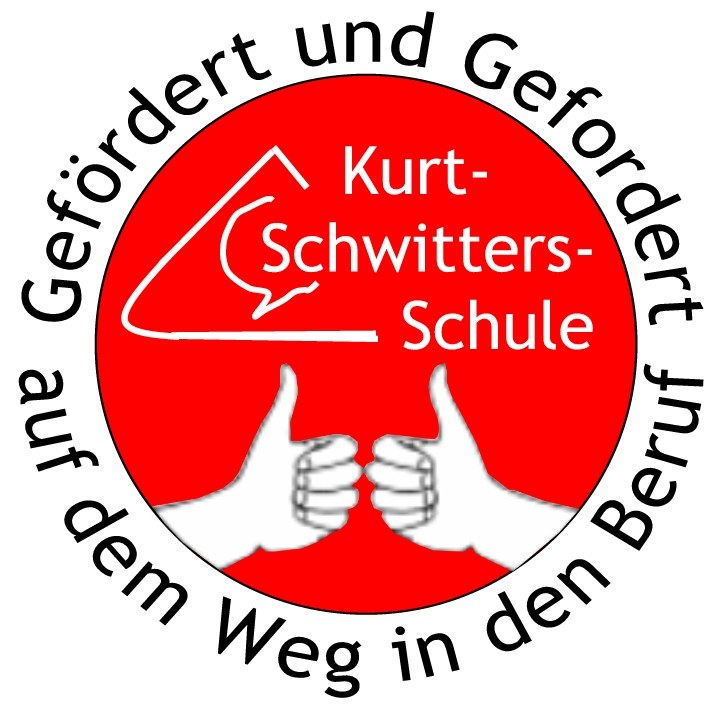 Gefördert und Gefordert
Kurt-
Schwitters-
Schule
auf dem Weg in den Beruf